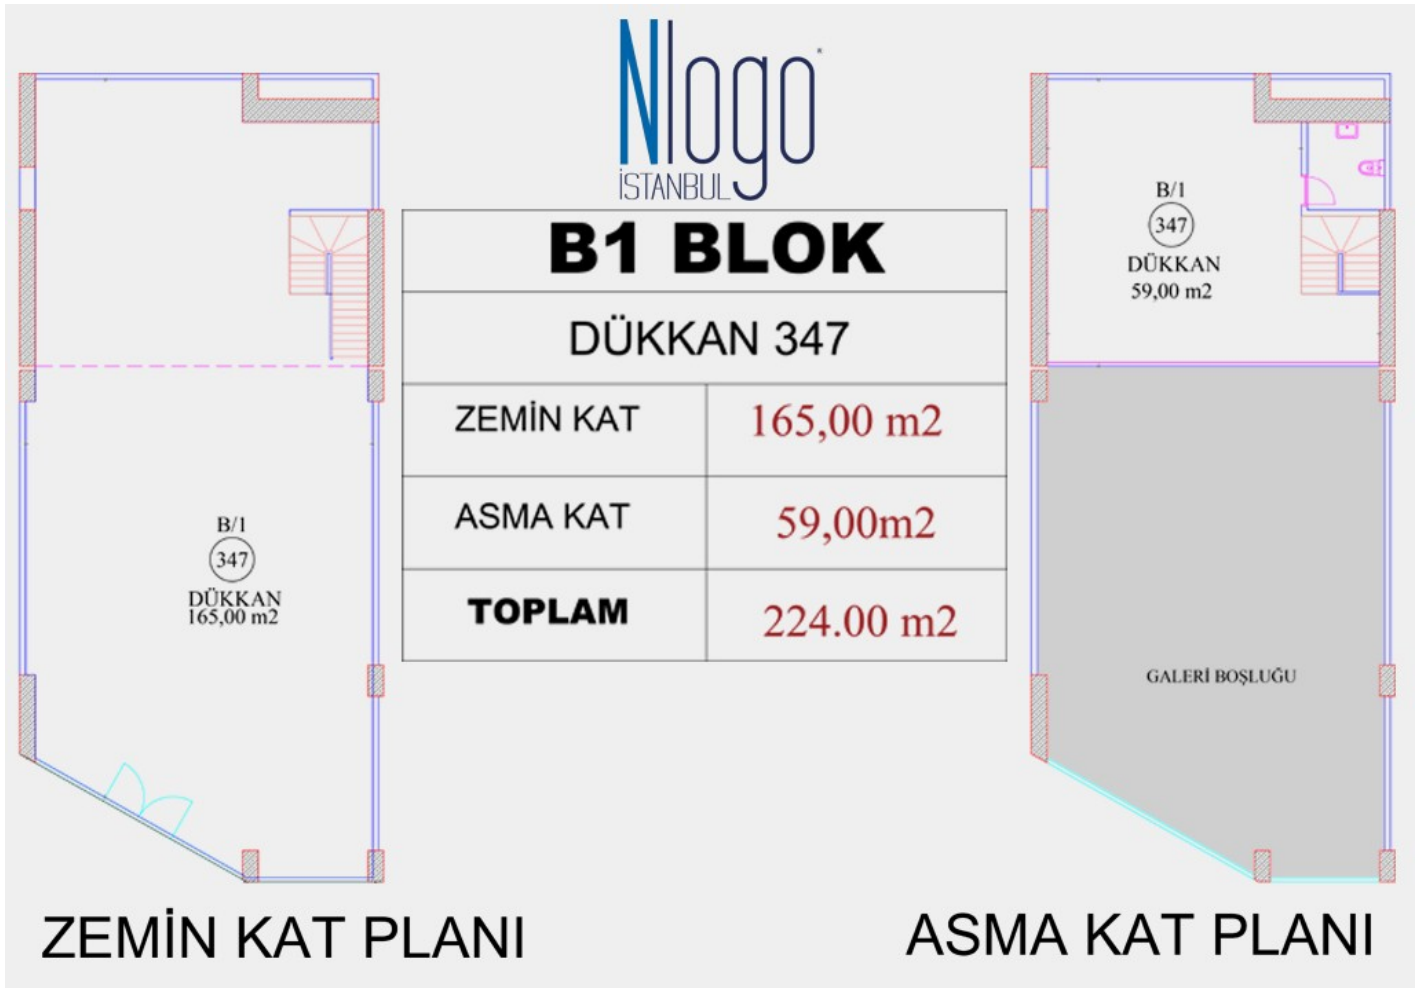 Nlogo
İSTANBUL
B1 BLOK
DÜKKAN 347
ZEMİN KAT 165,00 m2
ASMA KAT 59,00m2
TOPLAM 224.00 m2
B/1
347
DÜKKAN
165,00 m2
ZEMİN KAT PLANI
B/1
347
DÜKKAN
59,00 m2
GALERİ BOŞLUĞU
ASMA KAT PLANI